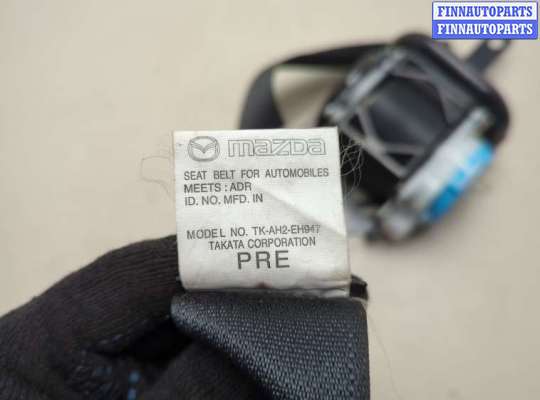 FINNAUTOPARTS
FINNAUTOPARTS
mazda
SEAT BELT FOR AUTOMOBILES
MEETS : ADR
ID. NO. MFD. IN
MODEL NO. TK-AH2-EH947
TAKATA CORPORATION
PRE